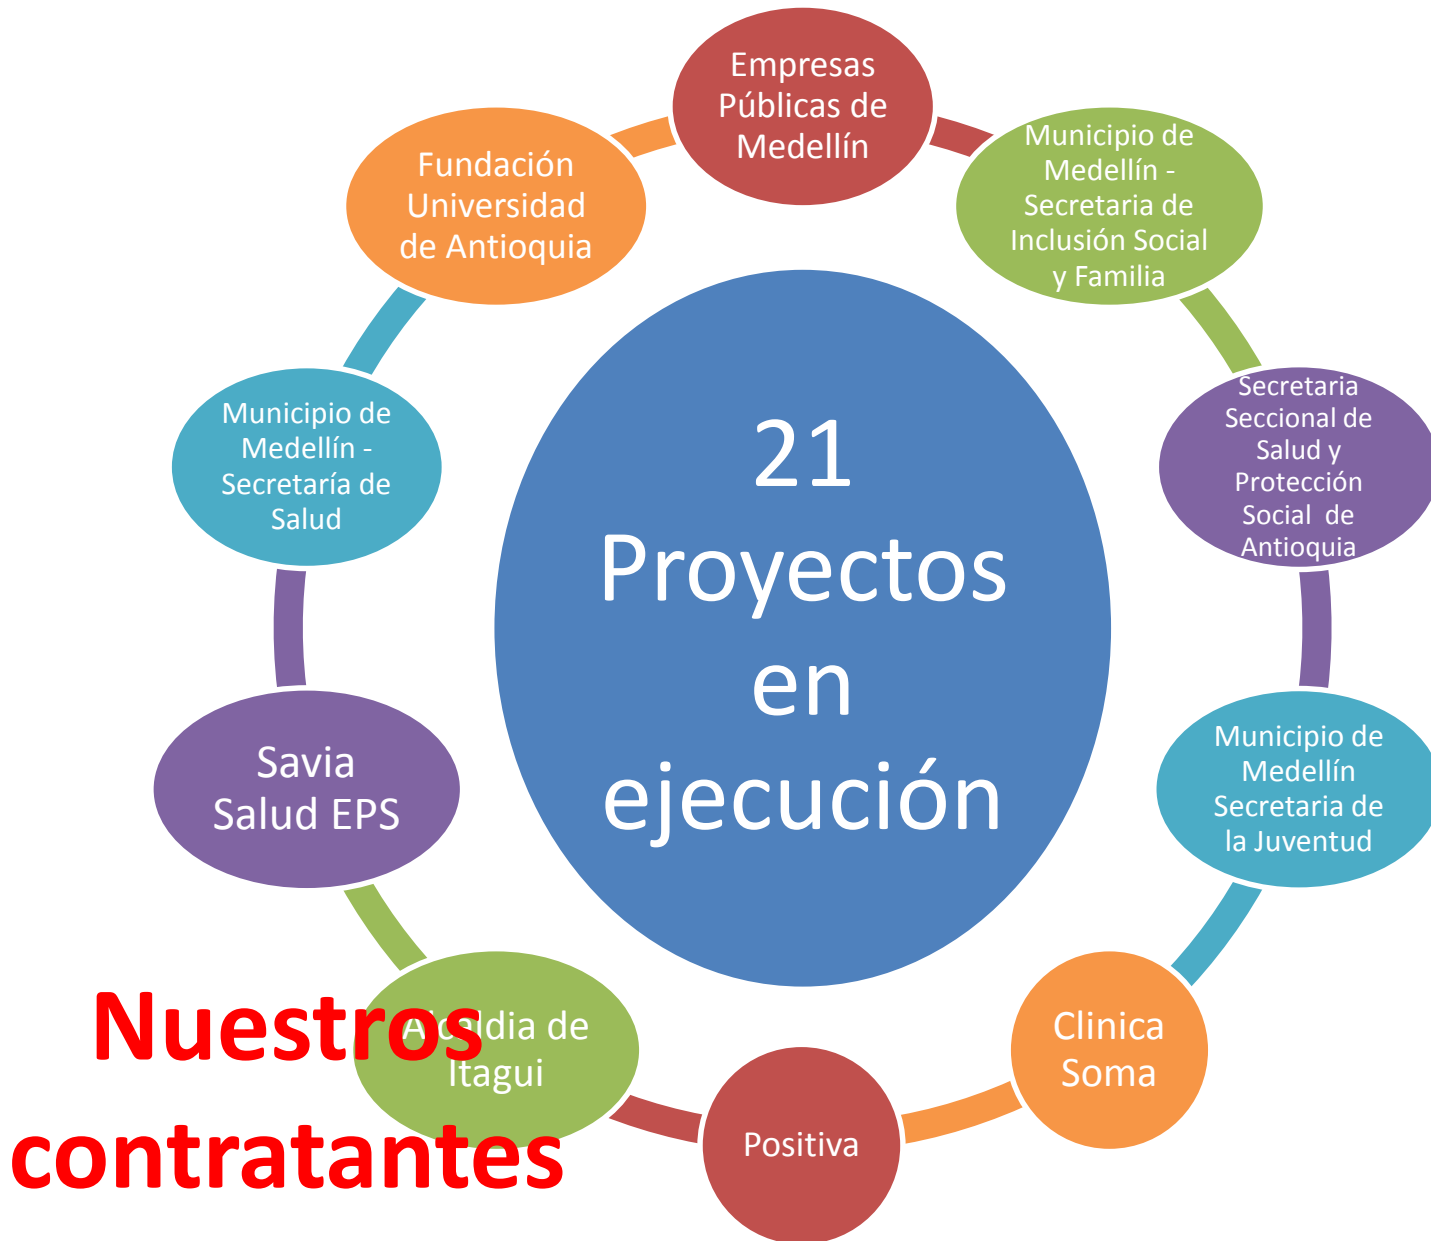 Empresas
Públicas de
Medellín
Municipio de
Medellín -
Secretaria de
Inclusión Social
y Familia
Secretaria
Seccional de
Salud y
Protección
Social  de
Antioquia
Municipio de
Medellín
Secretaria de
la Juventud
Clinica
Soma
Positiva
Alcaldia de
Itagui
Savia
Salud EPS
Municipio de
Medellín -
Secretaría de
Salud
Fundación
Universidad
de Antioquia
21
Proyectos
en
ejecución
Nuestros
contratantes